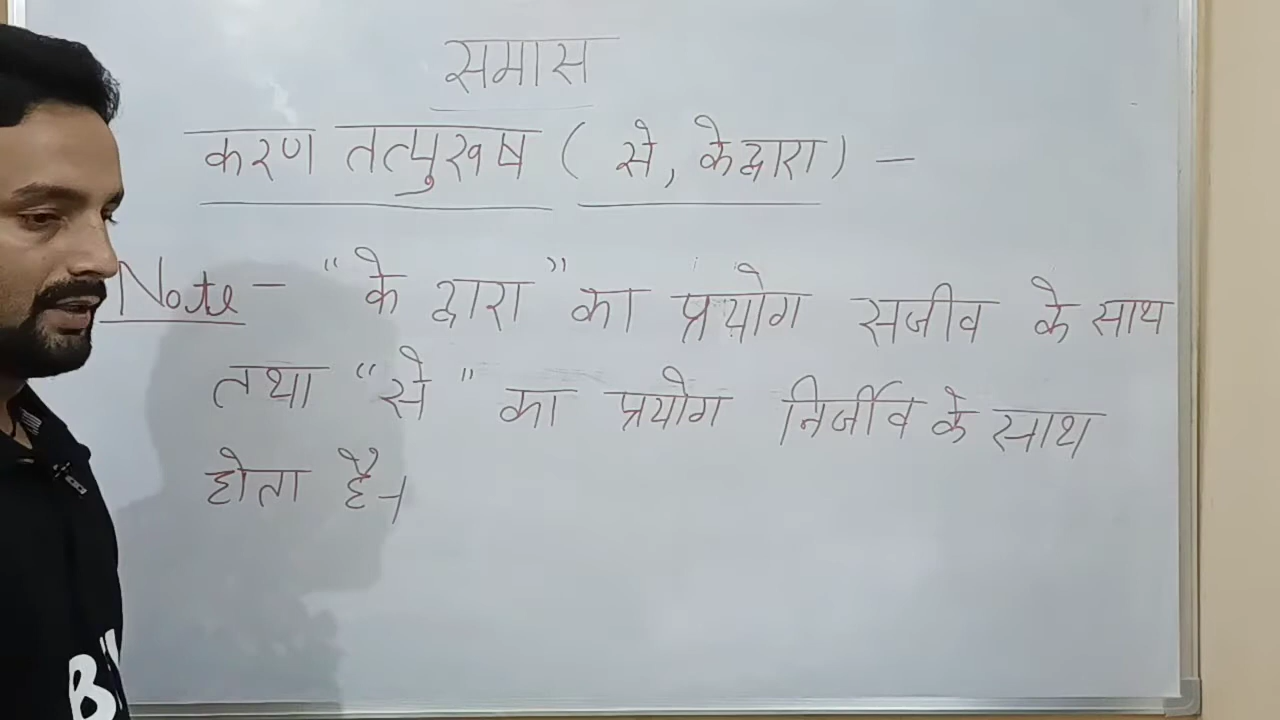 समास
करण तत्पुरुष ( से, के द्वारा ) –
Note – "के द्वारा" का प्रयोग सजीव के साथ
तथा "से" का प्रयोग निर्जीव के साथ
होता है।